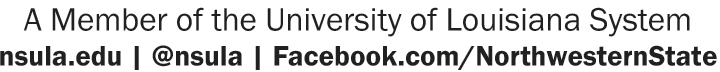 A Member of the University of Louisiana System
nsula.edu | @nsula | Facebook.com/NorthwesternState